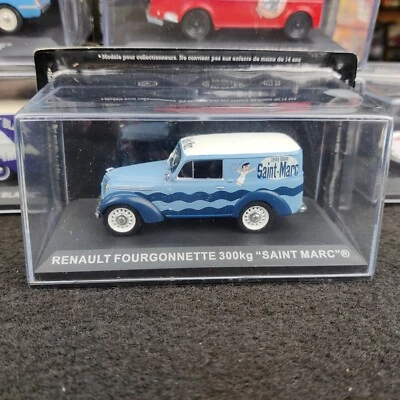 * Modèle pour collectionneurs. Ne convient pas aux enfants de moins de 14 ans
Saint-Marc
RENAULT FOURGONNETTE 300kg "SAINT MARC"®